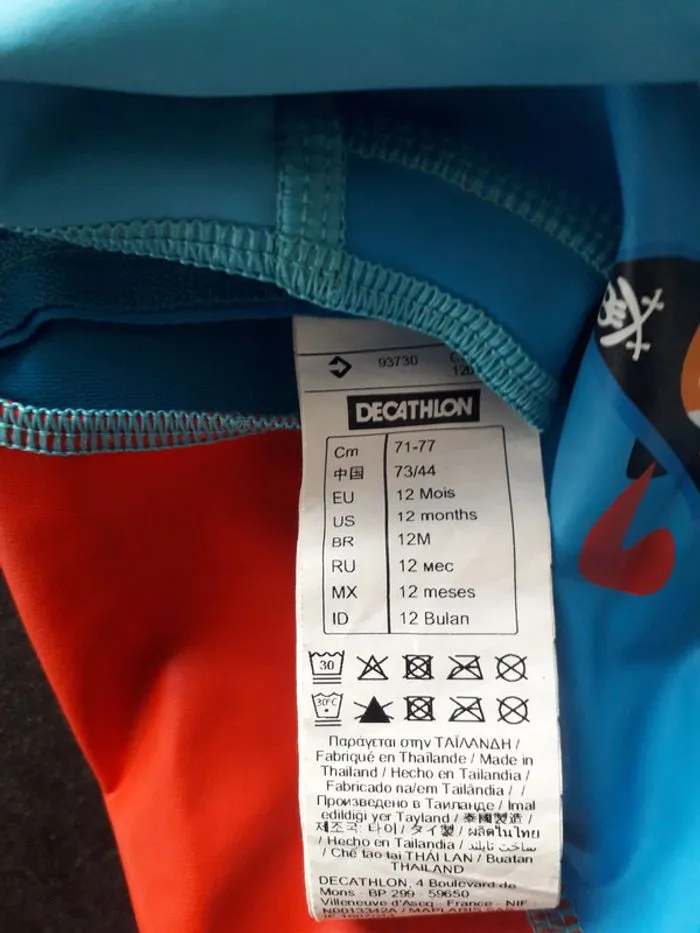 93730
120
DECATHLON
Cm 71-77
中国 73/44
EU 12 Mois
US 12 months
BR 12M
RU 12 мес
MX 12 meses
ID 12 Bulan
30
30°C
Παράγεται στην ΤΑΪΛΑΝΔΗ /
Fabriqué en Thaïlande / Made in
Thailand / Hecho en Tailandia /
Fabricado na/em Tailândia / /
Произведено в Таиланде / İmal
edildiği yer Tayland / 泰國製造 /
제조국: 타이 / タイ製 / ผลิตในไทย
/ Hecho en Tailandia / ساخت تایلند
/ Chế tạo tại THÁI LAN / Buatan
THAILAND
DECATHLON, 4 Boulevard de
Mons - BP 299 - 59650
Villeneuve d'Ascq - France - NIF
N0013342A / MAPLARIS